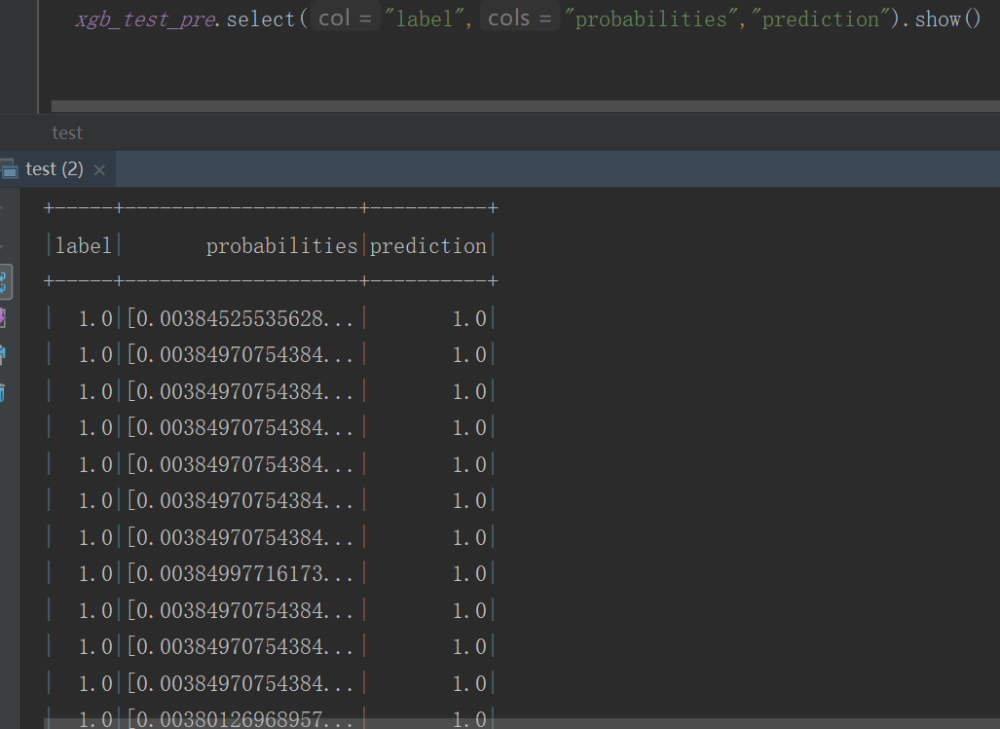 xgb_test_pre.select( col = "label", cols = "probabilities","prediction").show()
test
test (2) ×
+-----+--------------------+----------+
|label|       probabilities|prediction|
+-----+--------------------+----------+
|  1.0|[0.00384525535628...|       1.0|
|  1.0|[0.00384970754384...|       1.0|
|  1.0|[0.00384970754384...|       1.0|
|  1.0|[0.00384970754384...|       1.0|
|  1.0|[0.00384970754384...|       1.0|
|  1.0|[0.00384970754384...|       1.0|
|  1.0|[0.00384970754384...|       1.0|
|  1.0|[0.00384997716173...|       1.0|
|  1.0|[0.00384970754384...|       1.0|
|  1.0|[0.00384970754384...|       1.0|
|  1.0|[0.00384970754384...|       1.0|
|  1.0|[0.00380126968957...|       1.0|